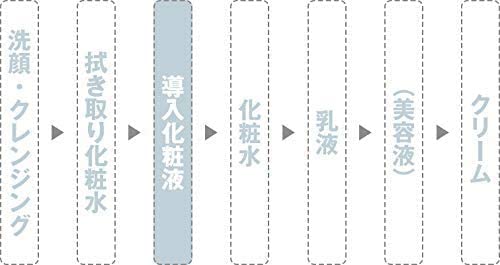 洗顔・クレンジング
拭き取り化粧水
導入化粧液
化粧水
乳液
（美容液）
クリーム